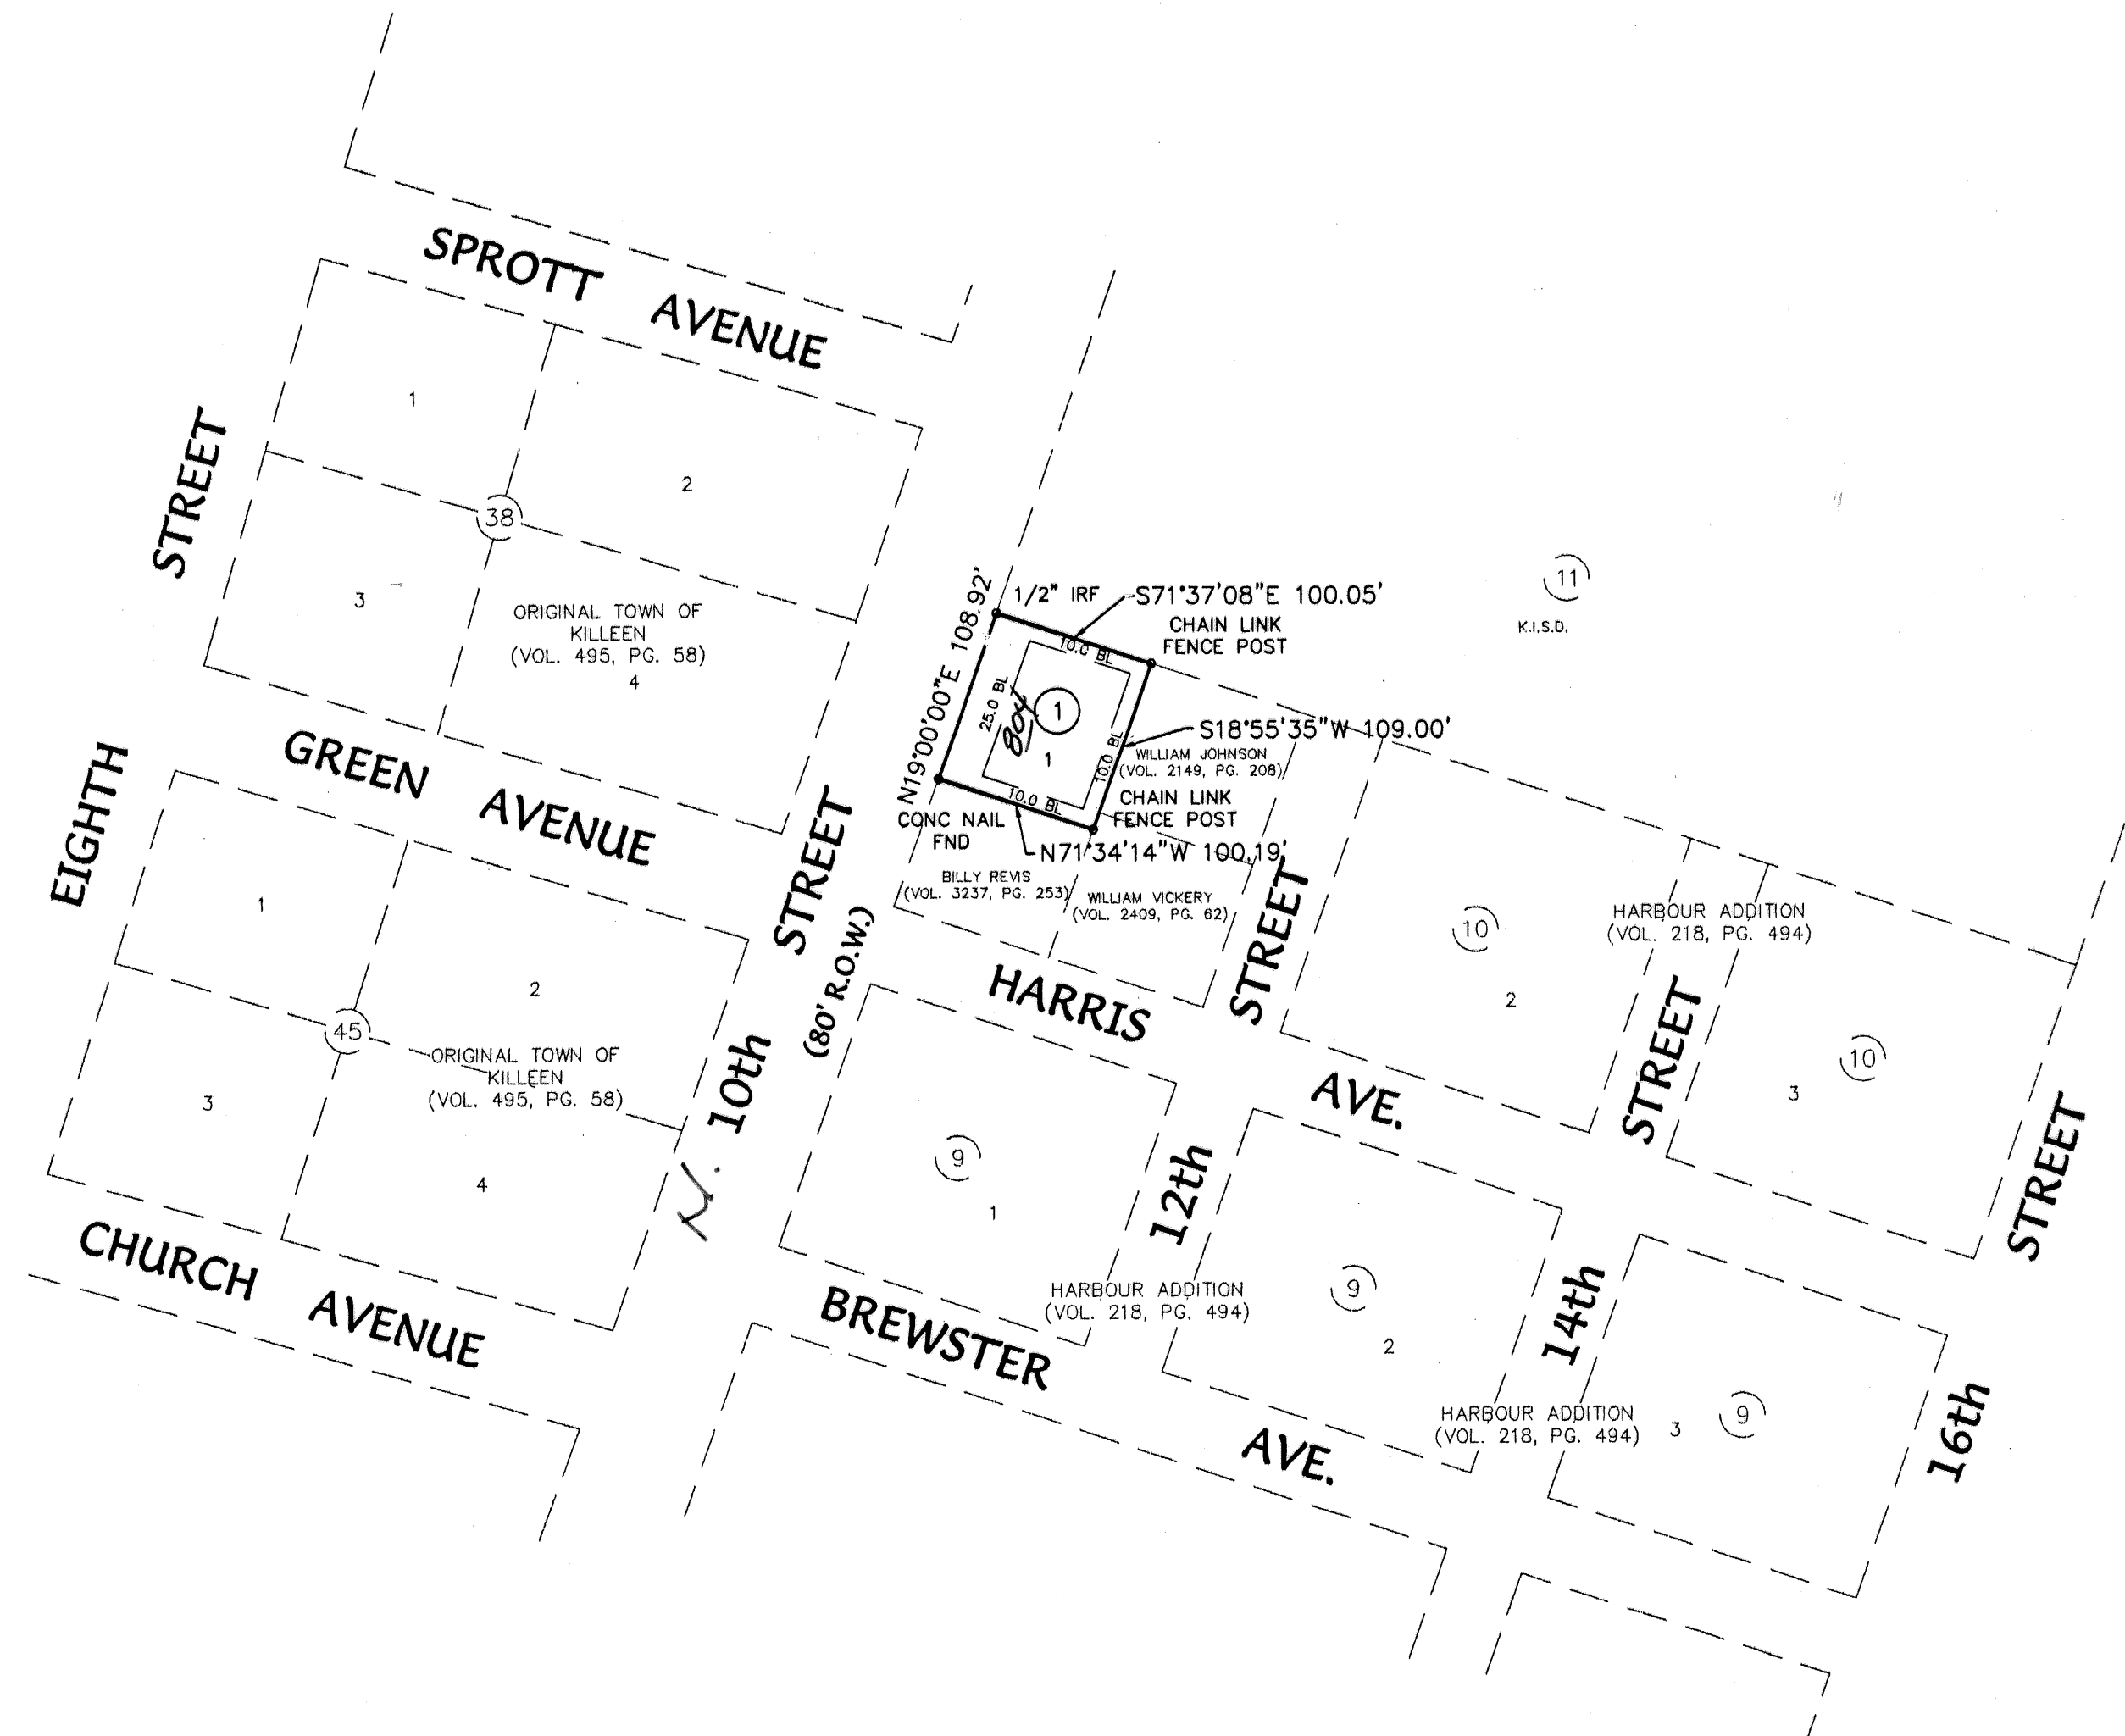 SPROTT AVENUE
1
2
STREET
38
3
ORIGINAL TOWN OF
KILLEEN
(VOL. 495, PG. 58)
4
11
K.I.S.D.
1/2" IRF
S71°37'08"E 100.05'
CHAIN LINK
FENCE POST
N19°00'00"E 108.92'
10.0 BL
25.0 BL
804
1
1
10.0 BL
10.0 BL
S18°55'35"W 109.00'
WILLIAM JOHNSON
(VOL. 2149, PG. 208)
CHAIN LINK
FENCE POST
CONC NAIL
FND
N71°34'14"W 100.19'
BILLY REVIS
(VOL. 3237, PG. 253)
WILLIAM VICKERY
(VOL. 2409, PG. 62)
GREEN AVENUE
EIGHTH
STREET
(80' R.O.W.)
1
2
45
ORIGINAL TOWN OF
KILLEEN
(VOL. 495, PG. 58)
3
4
N. 10th
HARRIS AVE.
STREET
10
2
HARBOUR ADDITION
(VOL. 218, PG. 494)
STREET
10
3
STREET
9
1
12th
HARBOUR ADDITION
(VOL. 218, PG. 494)
9
2
14th
HARBOUR ADDITION
(VOL. 218, PG. 494)
3
9
16th
CHURCH AVENUE
BREWSTER AVE.